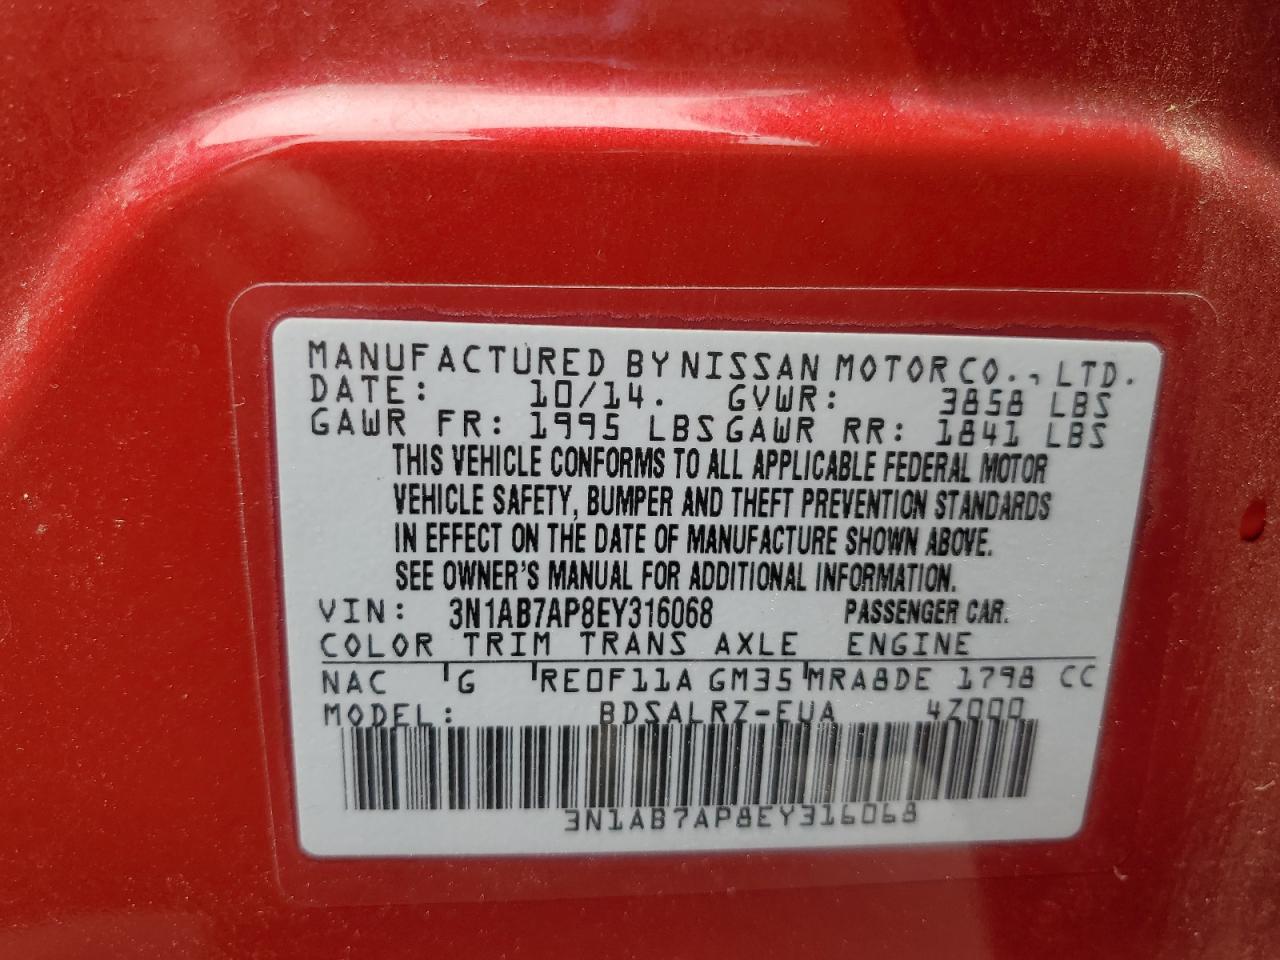 MANUFACTURED BY NISSAN MOTOR CO., LTD.
DATE: 10/14. GVWR: 3858 LBS
GAWR FR: 1995 LBS GAWR RR: 1841 LBS
THIS VEHICLE CONFORMS TO ALL APPLICABLE FEDERAL MOTOR
VEHICLE SAFETY, BUMPER AND THEFT PREVENTION STANDARDS
IN EFFECT ON THE DATE OF MANUFACTURE SHOWN ABOVE.
SEE OWNER'S MANUAL FOR ADDITIONAL INFORMATION.
VIN: 3N1AB7AP8EY316068 PASSENGER CAR.
COLOR TRIM TRANS AXLE ENGINE
NAC G RE0F11A GM35 MRA8DE 1798 CC
MODEL: BDSALRZ-EUA 4Z000
3N1AB7AP8EY316068